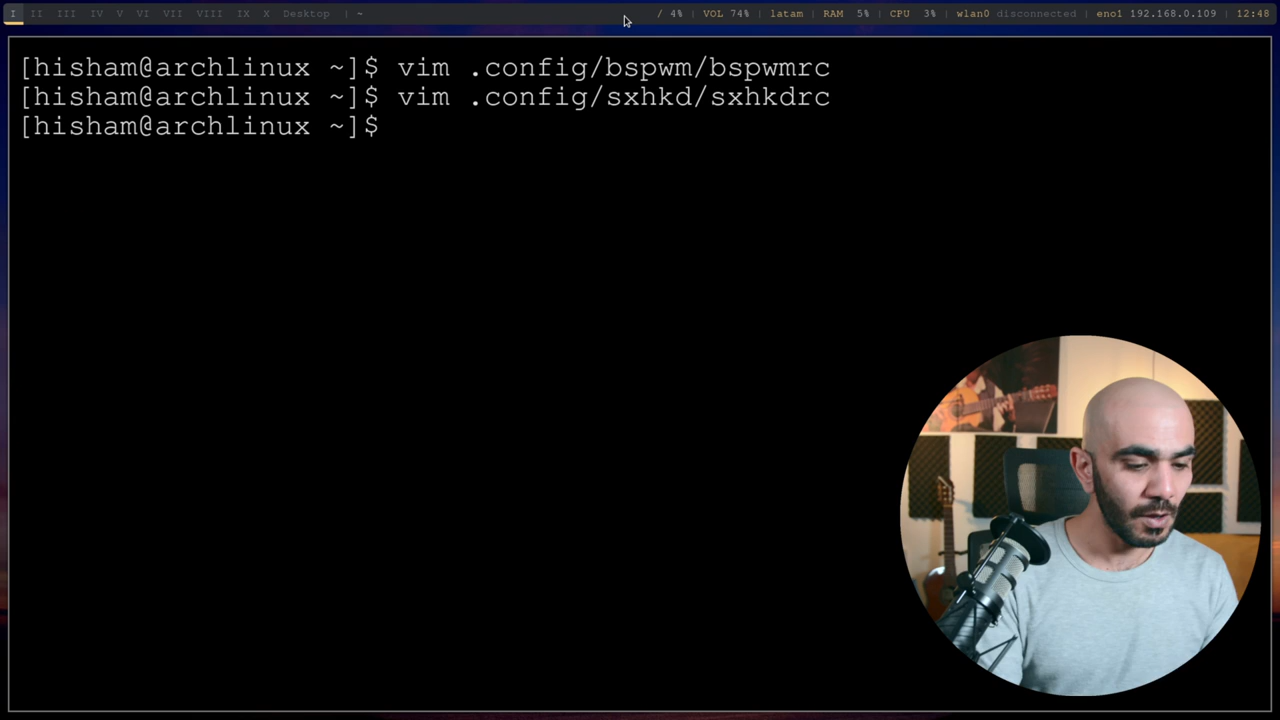 I II III IV V VI VII VIII IX X Desktop | ~ / 4% | VOL 74% | latam | RAM 5% | CPU 3% | wlan0 disconnected | eno1 192.168.0.109 | 12:48
[hisham@archlinux ~]$ vim .config/bspwm/bspwmrc
[hisham@archlinux ~]$ vim .config/sxhkd/sxhkdrc
[hisham@archlinux ~]$